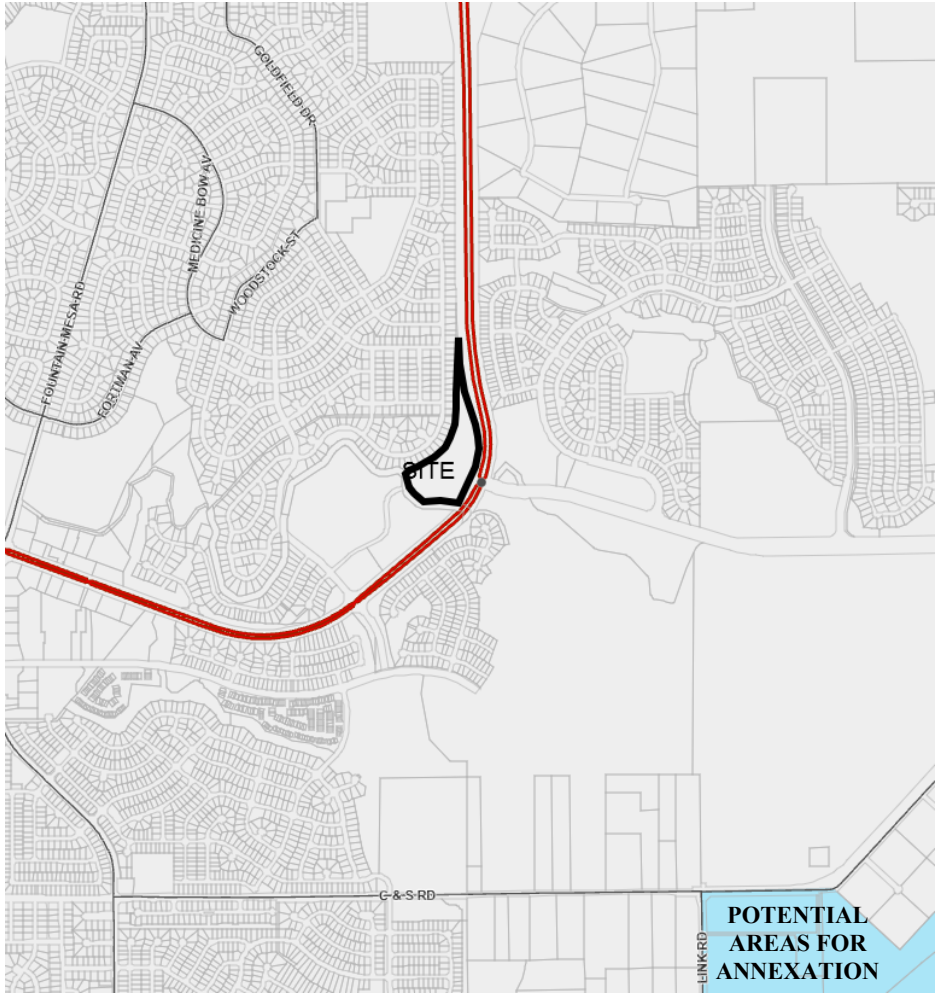 GOLDFIELD DR
MEDICINE BOW AV
WOODSTOCK ST
FOUNTAIN MESA RD
FORTMAN AV
SITE
C & S RD
LINK RD
POTENTIAL
AREAS FOR
ANNEXATION